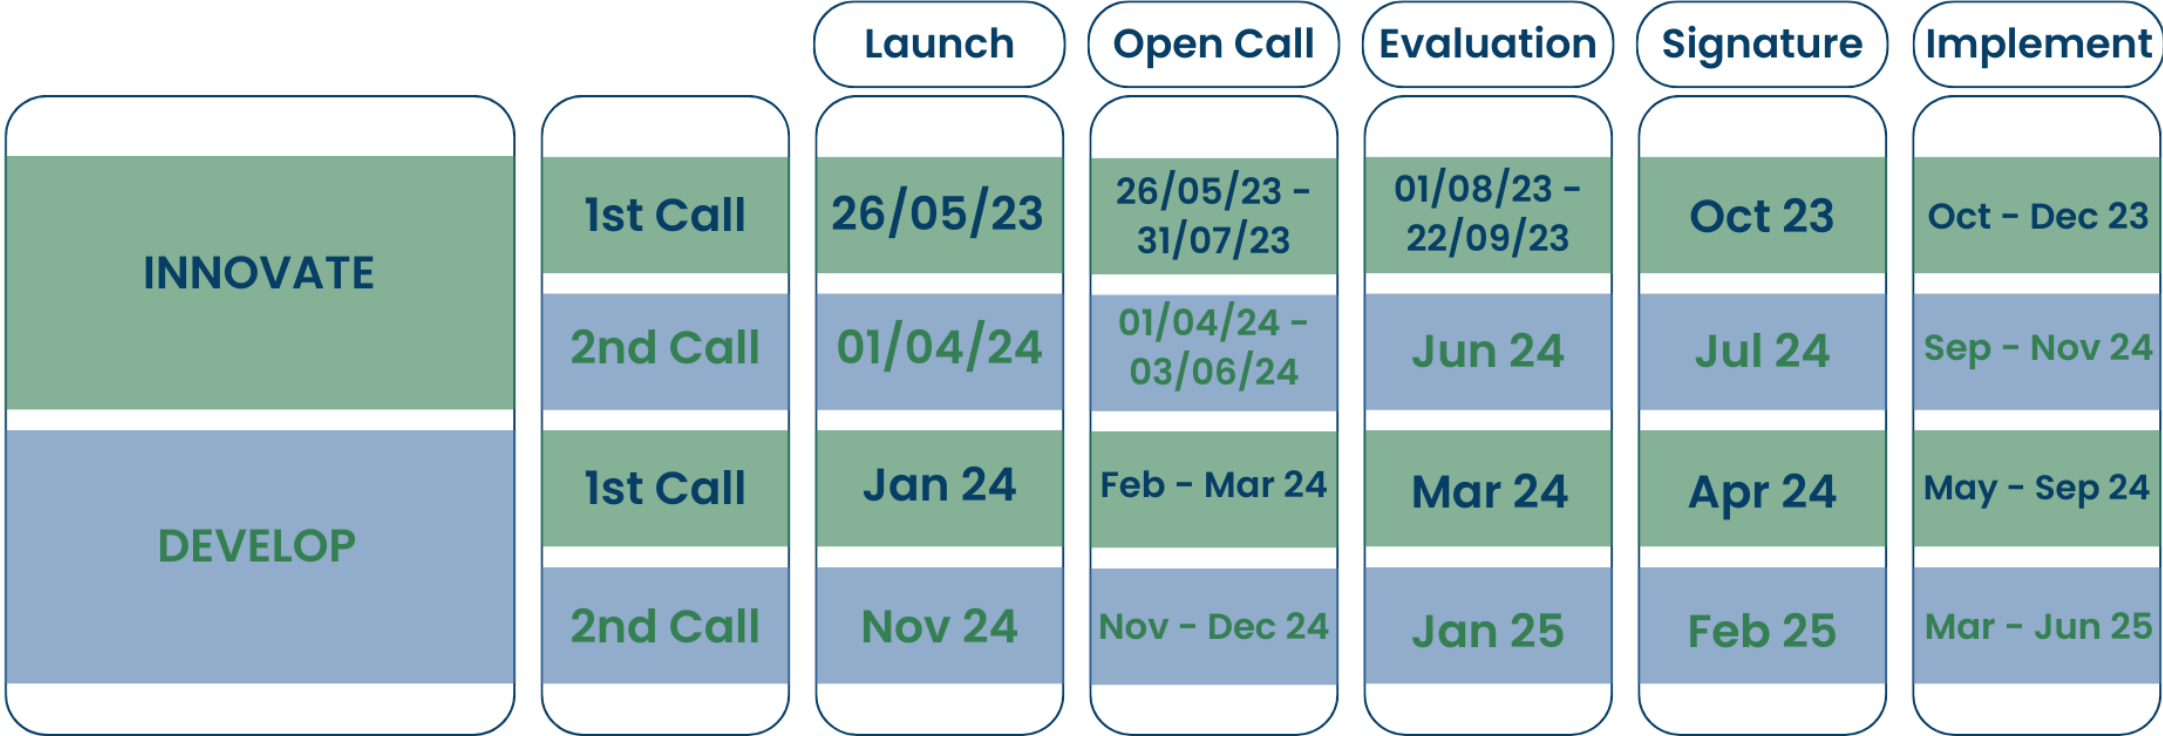 Launch Open Call Evaluation Signature Implement
INNOVATE
1st Call 26/05/23 26/05/23 - 31/07/23 01/08/23 - 22/09/23 Oct 23 Oct - Dec 23
2nd Call 01/04/24 01/04/24 - 03/06/24 Jun 24 Jul 24 Sep - Nov 24
DEVELOP
1st Call Jan 24 Feb - Mar 24 Mar 24 Apr 24 May - Sep 24
2nd Call Nov 24 Nov - Dec 24 Jan 25 Feb 25 Mar - Jun 25